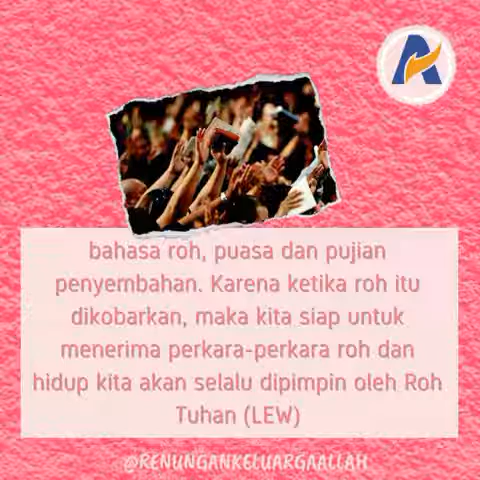 bahasa roh, puasa dan pujian
penyembahan. Karena ketika roh itu
dikobarkan, maka kita siap untuk
menerima perkara-perkara roh dan
hidup kita akan selalu dipimpin oleh Roh
Tuhan (LEW)
@RENUNGANKELUARGAALLAH